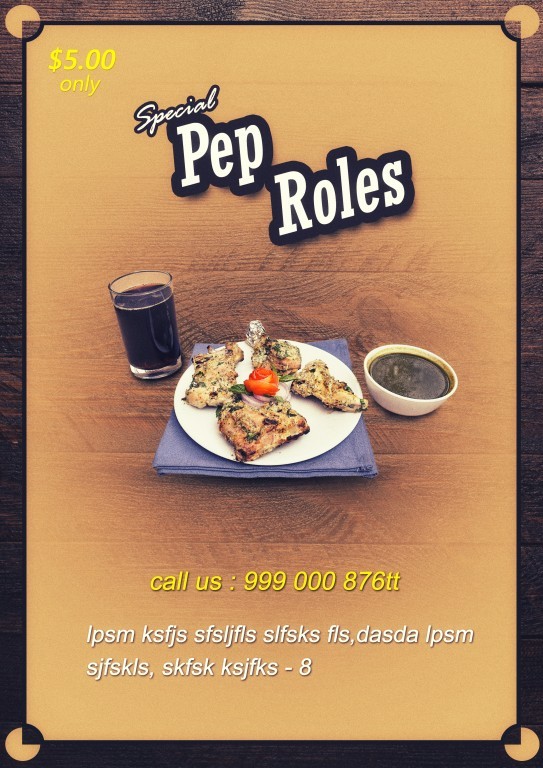 $5.00
only
Special
Pep
Roles
call us : 999 000 876tt
lpsm ksfjs sfsljfls slfsks fls,dasda lpsm
sjfskls, skfsk ksjfks - 8